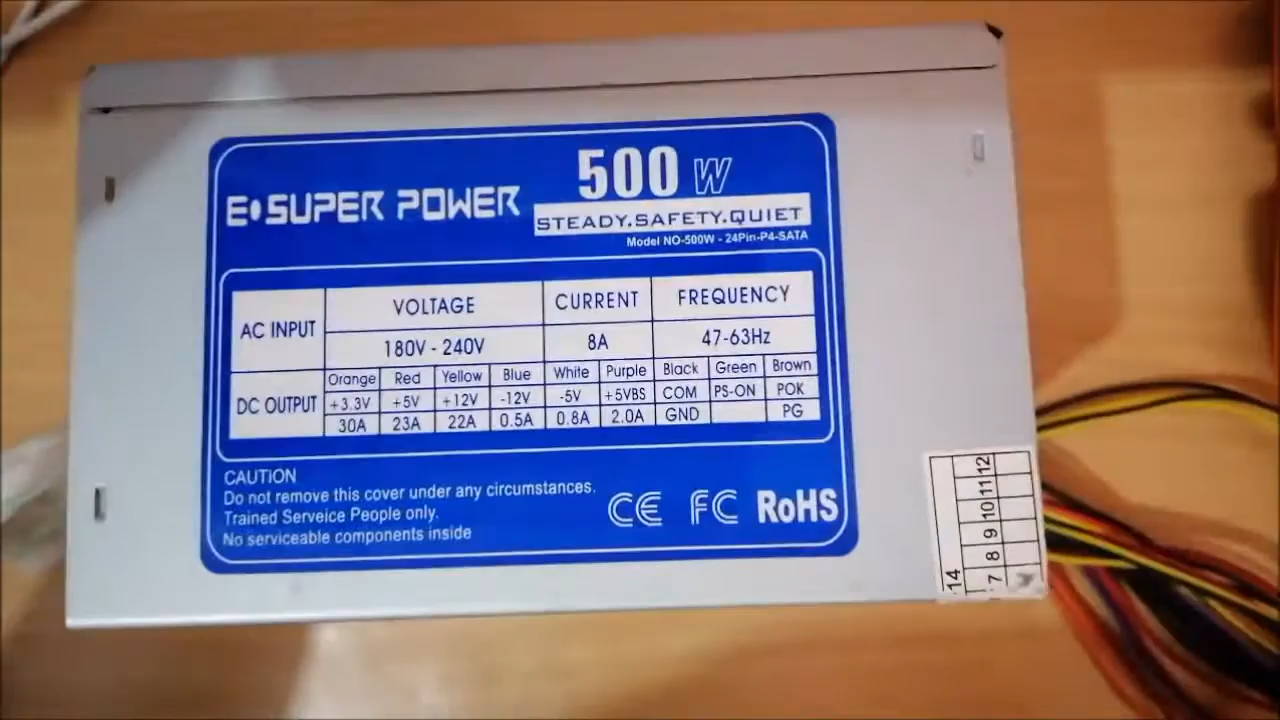 E•SUPER POWER
500 W
STEADY.SAFETY.QUIET
Model NO-500W - 24Pin-P4-SATA
AC INPUT VOLTAGE CURRENT FREQUENCY
180V - 240V 8A 47-63Hz
DC OUTPUT Orange Red Yellow Blue White Purple Black Green Brown
+3.3V +5V +12V -12V -5V +5VBS COM PS-ON POK
30A 23A 22A 0.5A 0.8A 2.0A GND PG
CAUTION
Do not remove this cover under any circumstances.
Trained Serveice People only.
No serviceable components inside
CE FC RoHS
14
7 8 9 10 11 12